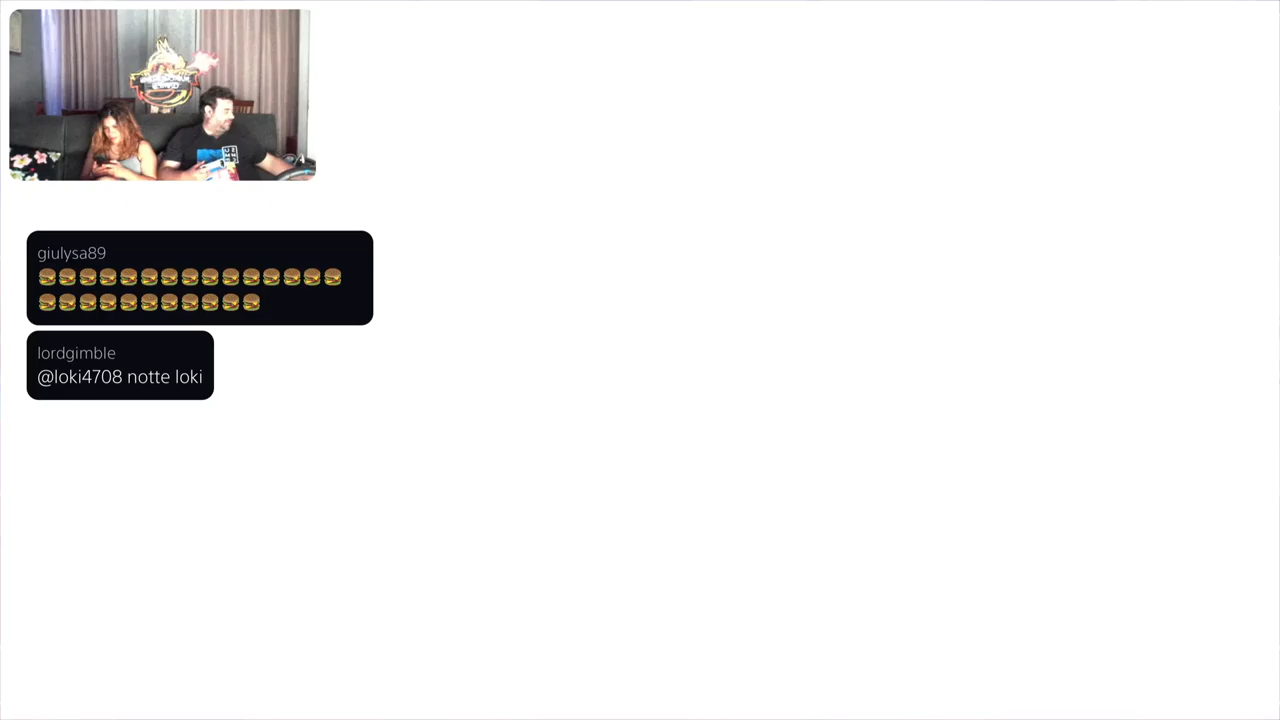 giulysa89
🍔🍔🍔🍔🍔🍔🍔🍔🍔🍔🍔🍔🍔🍔🍔
🍔🍔🍔🍔🍔🍔🍔🍔🍔🍔🍔
lordgimble
@loki4708 notte loki